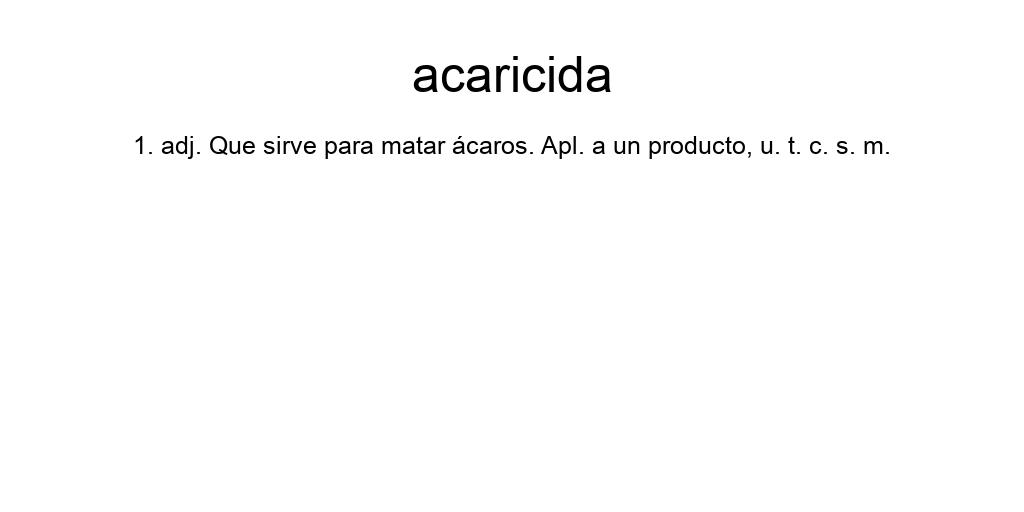 acaricida
1. adj. Que sirve para matar ácaros. Apl. a un producto, u. t. c. s. m.